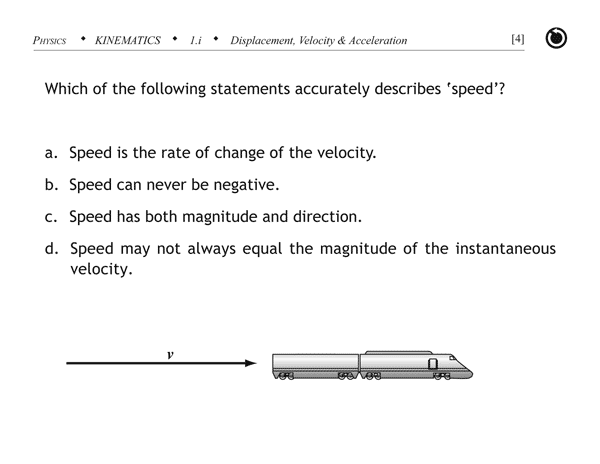 PHYSICS ◆ KINEMATICS ◆ 1.i ◆ Displacement, Velocity & Acceleration [4]
Which of the following statements accurately describes ‘speed’?
a. Speed is the rate of change of the velocity.
b. Speed can never be negative.
c. Speed has both magnitude and direction.
d. Speed may not always equal the magnitude of the instantaneous
velocity.
v